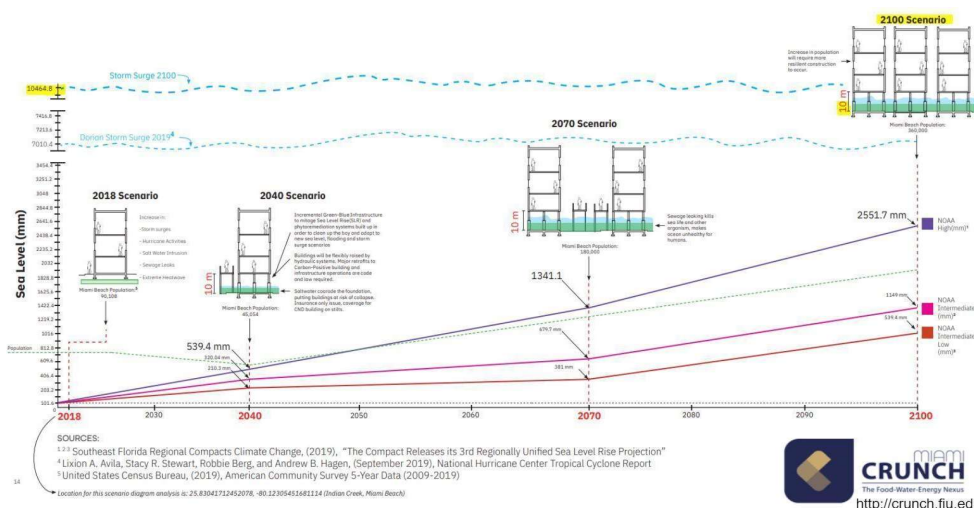 2100 Scenario
Increase in population
will require more
resilient construction
to occur.
10 m
Miami Beach Population:
360,000
Storm Surge 2100
10464.8
7416.8
7213.6
7010.4
Dorian Storm Surge 2019⁴
Sea Level (mm)
3454.4
3251.2
3048
2844.8
2641.6
2438.4
2235.2
2032
1828.8
1625.6
1422.4
1219.2
1016
812.8
609.6
406.4
203.2
101.6
0
Population
2018 Scenario
Increase in:
-Storm surges
- Hurricane Activities
- Salt Water Intrusion
- Sewage Leaks
- Extreme Heatwave
Miami Beach Population:⁵
90,108
2040 Scenario
Incremental Green-Blue Infrastructure
to mitage Sea Level Rise(SLR) and
phytoremediation systems built up in
order to clean up the bay and adapt to
new sea level, flooding and storm
surge scenarios
Buildings will be flexibly raised by
hydraulic systems. Major retrofits to
Carbon-Positive building and
infrastructure operations are code
and law required.
Saltwater corrode the foundation,
putting buildings at risk of collapse.
Insurance only issue, coverage for
CND building on stilts.
10 m
Miami Beach Population:
45,054
2070 Scenario
10 m
Sewage leaking kills
sea life and other
organism, makes
ocean unhealthy for
humans.
Miami Beach Population:
180,000
539.4 mm
320.04 mm
210.3 mm
1341.1
679.7 mm
381 mm
2551.7 mm
1149 mm
539.4 mm
NOAA
High(mm)¹
NOAA
Intermediate
(mm)²
NOAA
Intermediate
Low
(mm)³
2018
2030
2040
2050
2060
2070
2080
2090
2100
SOURCES:
¹ ² ³ Southeast Florida Regional Compacts Climate Change, (2019), "The Compact Releases its 3rd Regionally Unified Sea Level Rise Projection"
⁴ Lixion A. Avila, Stacy R. Stewart, Robbie Berg, and Andrew B. Hagen, (September 2019), National Hurricane Center Tropical Cyclone Report
⁵ United States Census Bureau, (2019), American Community Survey 5-Year Data (2009-2019)
Location for this scenario diagram analysis is: 25.83041712452078, -80.12305451681114 (Indian Creek, Miami Beach)
14
MIAMI
CRUNCH
The Food-Water-Energy Nexus
http://crunch.fiu.ed